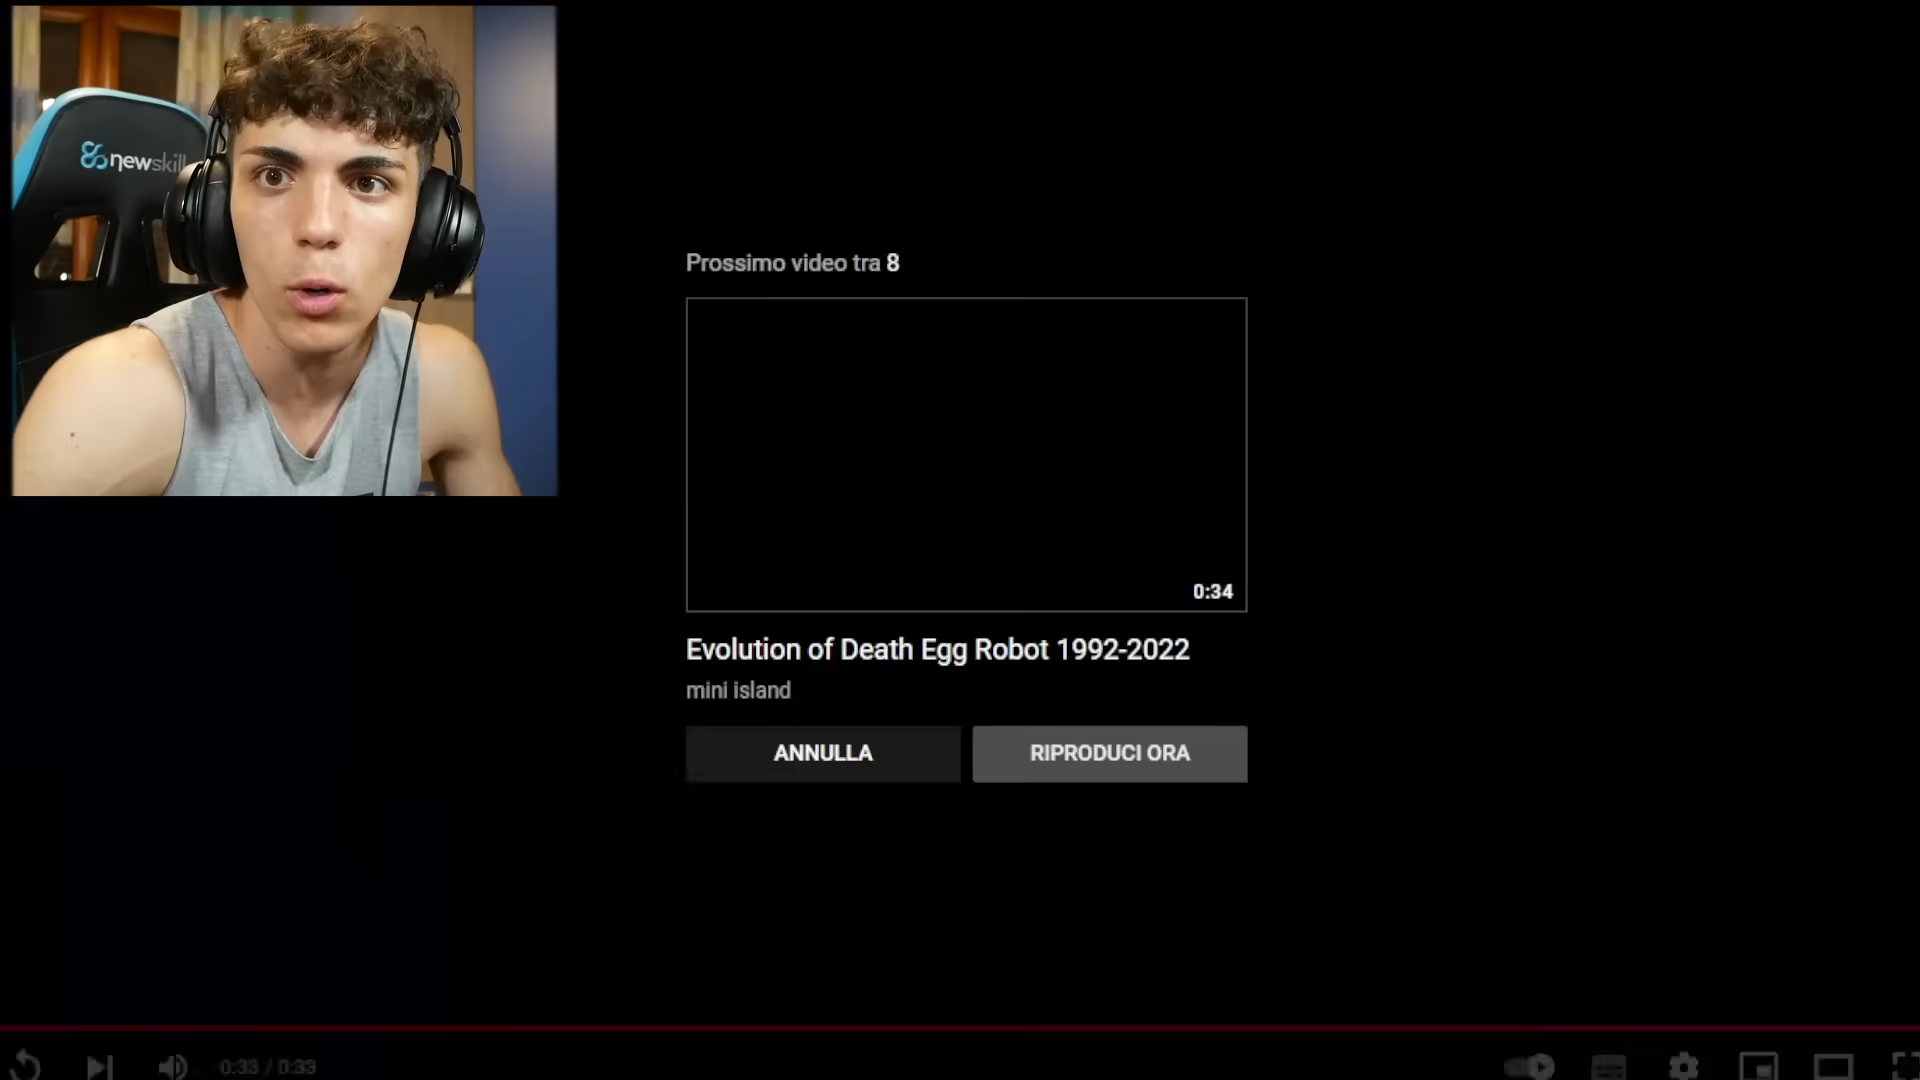 newskill
Prossimo video tra 8
0:34
Evolution of Death Egg Robot 1992-2022
mini island
ANNULLA
RIPRODUCI ORA
0:33 / 0:33